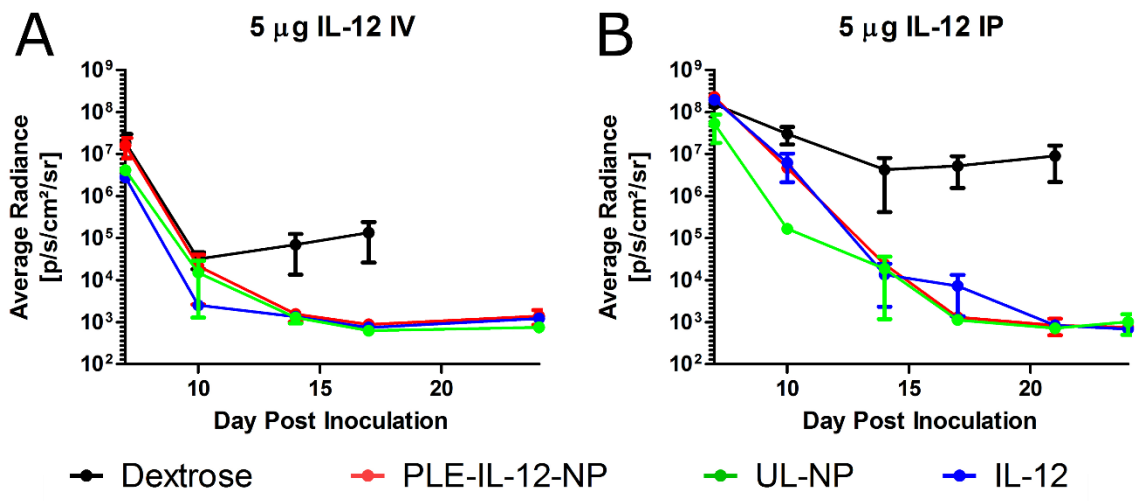 A
5 µg IL-12 IV
Average Radiance
[p/s/cm²/sr]
10⁹
10⁸
10⁷
10⁶
10⁵
10⁴
10³
10²
10
15
20
Day Post Inoculation
B
5 µg IL-12 IP
Average Radiance
[p/s/cm²/sr]
10⁹
10⁸
10⁷
10⁶
10⁵
10⁴
10³
10²
10
15
20
Day Post Inoculation
Dextrose
PLE-IL-12-NP
UL-NP
IL-12